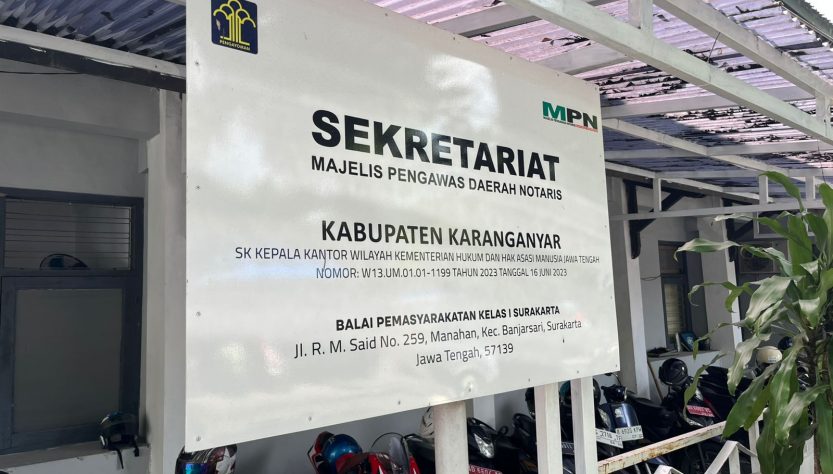 PENGAYOMAN
MPN
SEKRETARIAT
MAJELIS PENGAWAS DAERAH NOTARIS
KABUPATEN KARANGANYAR
SK KEPALA KANTOR WILAYAH KEMENTERIAN HUKUM DAN HAK ASASI MANUSIA JAWA TENGAH
NOMOR: W13.UM.01.01-1199 TAHUN 2023 TANGGAL 16 JUNI 2023
BALAI PEMASYARAKATAN KELAS I SURAKARTA
Jl. R. M. Said No. 259, Manahan, Kec. Banjarsari, Surakarta
Jawa Tengah, 57139